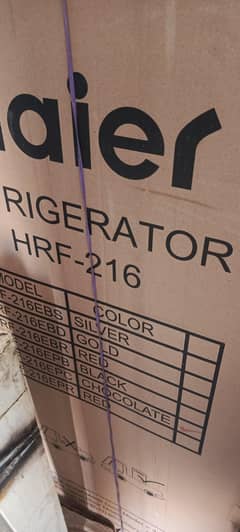 aier
RIGERATOR
HRF-216
MODEL COLOR
F-216EBS SILVER
-216EBD GOLD
-216EBR RED
216EPB BLACK
216EPC CHOCOLATE
216EPR RED